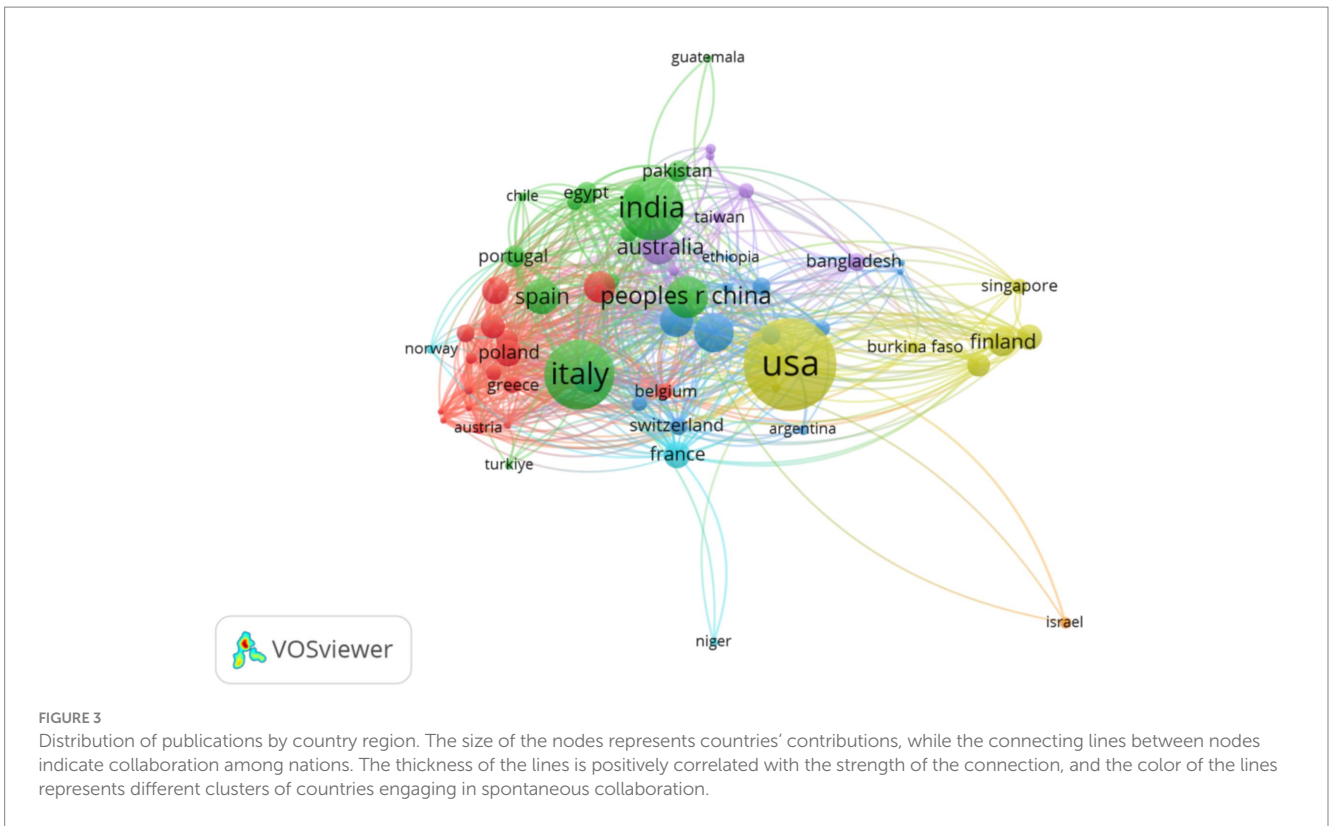 guatemala
pakistan
chile
egypt
india
taiwan
australia
ethiopia
portugal
bangladesh
singapore
spain
peoples r china
norway
poland
burkina faso
finland
usa
italy
greece
belgium
austria
switzerland
argentina
france
turkiye
israel
niger
VOSviewer
FIGURE 3
Distribution of publications by country region. The size of the nodes represents countries' contributions, while the connecting lines between nodes
indicate collaboration among nations. The thickness of the lines is positively correlated with the strength of the connection, and the color of the lines
represents different clusters of countries engaging in spontaneous collaboration.